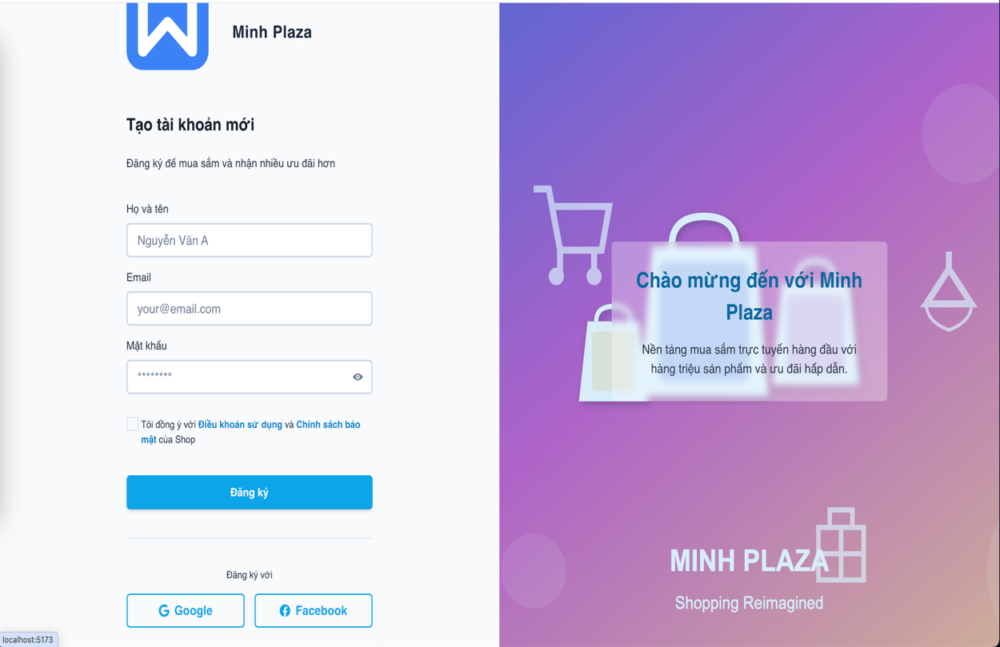 Minh Plaza
Tạo tài khoản mới
Đăng ký để mua sắm và nhận nhiều ưu đãi hơn
Họ và tên
Nguyễn Văn A
Email
your@email.com
Mật khẩu
********
Tôi đồng ý với Điều khoản sử dụng và Chính sách bảo
mật của Shop
Đăng ký
Đăng ký với
Google
Facebook
Chào mừng đến với Minh
Plaza
Nền tảng mua sắm trực tuyến hàng đầu với
hàng triệu sản phẩm và ưu đãi hấp dẫn.
MINH PLAZA
Shopping Reimagined
localhost:5173